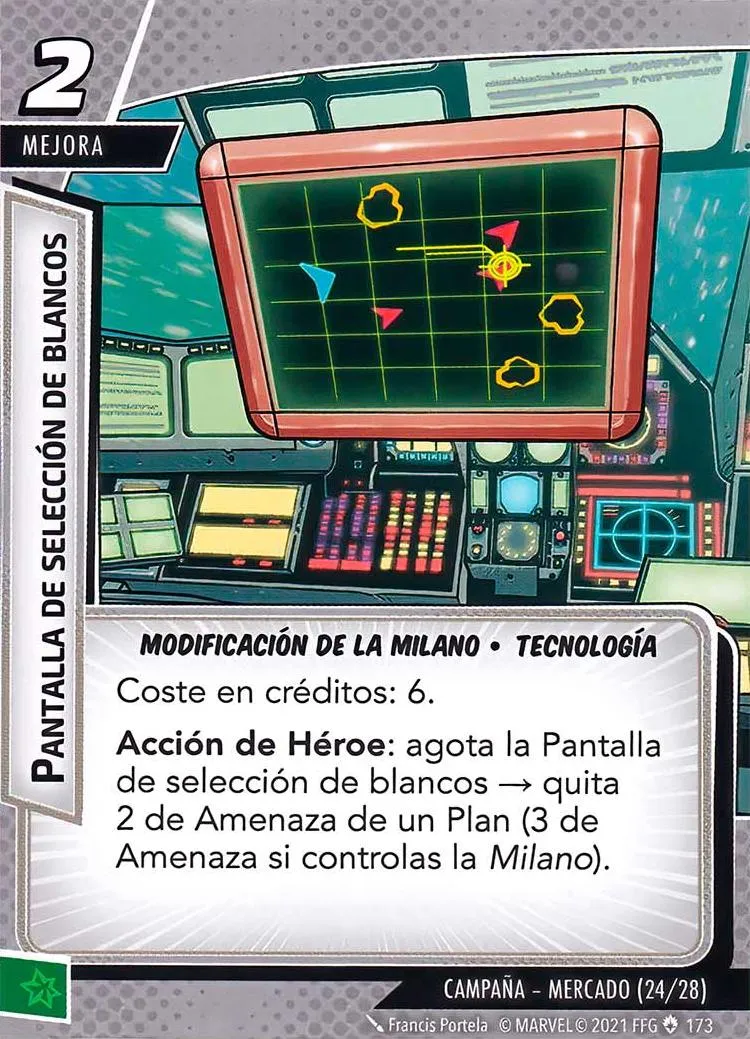 2
MEJORA
PANTALLA DE SELECCIÓN DE BLANCOS
MODIFICACIÓN DE LA MILANO • TECNOLOGÍA
Coste en créditos: 6.
Acción de Héroe: agota la Pantalla
de selección de blancos → quita
2 de Amenaza de un Plan (3 de
Amenaza si controlas la Milano).
CAMPAÑA – MERCADO (24/28)
Francis Portela © MARVEL © 2021 FFG 173